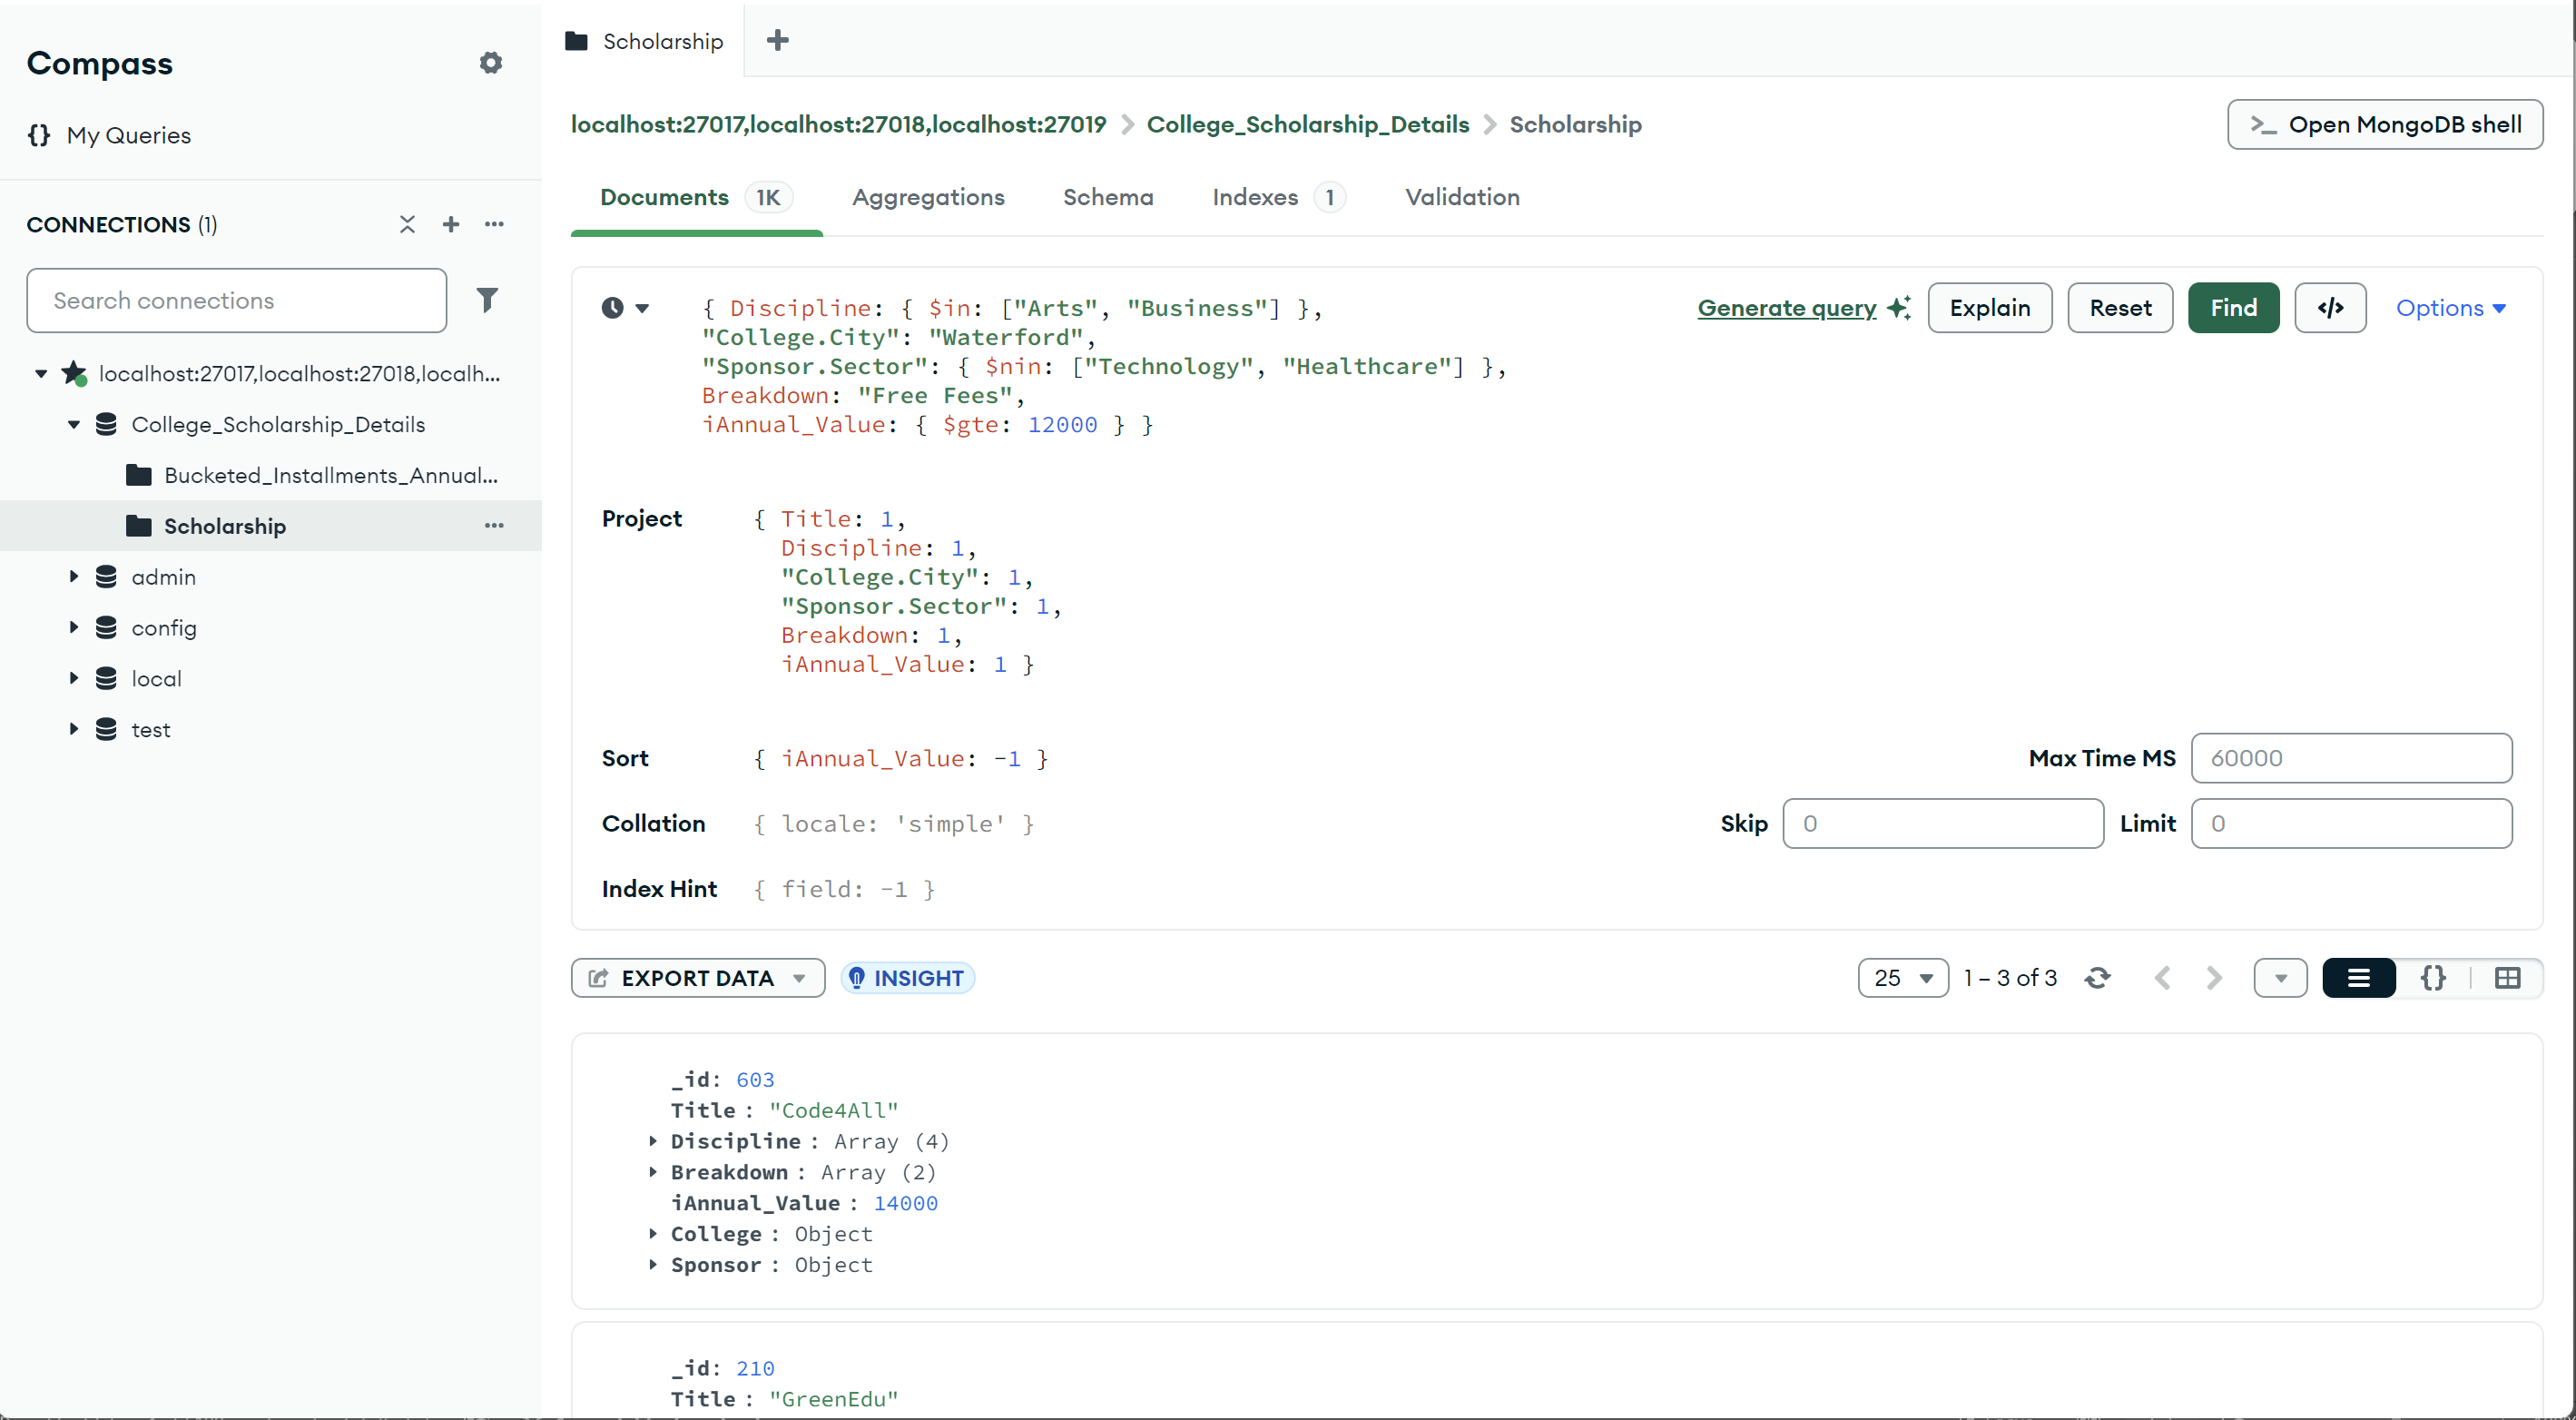 Compass
My Queries
CONNECTIONS (1)
Search connections
localhost:27017,localhost:27018,localh...
College_Scholarship_Details
Bucketed_Installments_Annual...
Scholarship
admin
config
local
test
Scholarship
localhost:27017,localhost:27018,localhost:27019 > College_Scholarship_Details > Scholarship
>_ Open MongoDB shell
Documents 1K Aggregations Schema Indexes 1 Validation
{ Discipline: { $in: ["Arts", "Business"] },
"College.City": "Waterford",
"Sponsor.Sector": { $nin: ["Technology", "Healthcare"] },
Breakdown: "Free Fees",
iAnnual_Value: { $gte: 12000 } }
Generate query Explain Reset Find </> Options
Project { Title: 1,
Discipline: 1,
"College.City": 1,
"Sponsor.Sector": 1,
Breakdown: 1,
iAnnual_Value: 1 }
Sort { iAnnual_Value: -1 } Max Time MS 60000
Collation { locale: 'simple' } Skip 0 Limit 0
Index Hint { field: -1 }
EXPORT DATA INSIGHT 25 1 – 3 of 3 {}
_id: 603
Title : "Code4All"
Discipline : Array (4)
Breakdown : Array (2)
iAnnual_Value : 14000
College : Object
Sponsor : Object
_id: 210
Title : "GreenEdu"